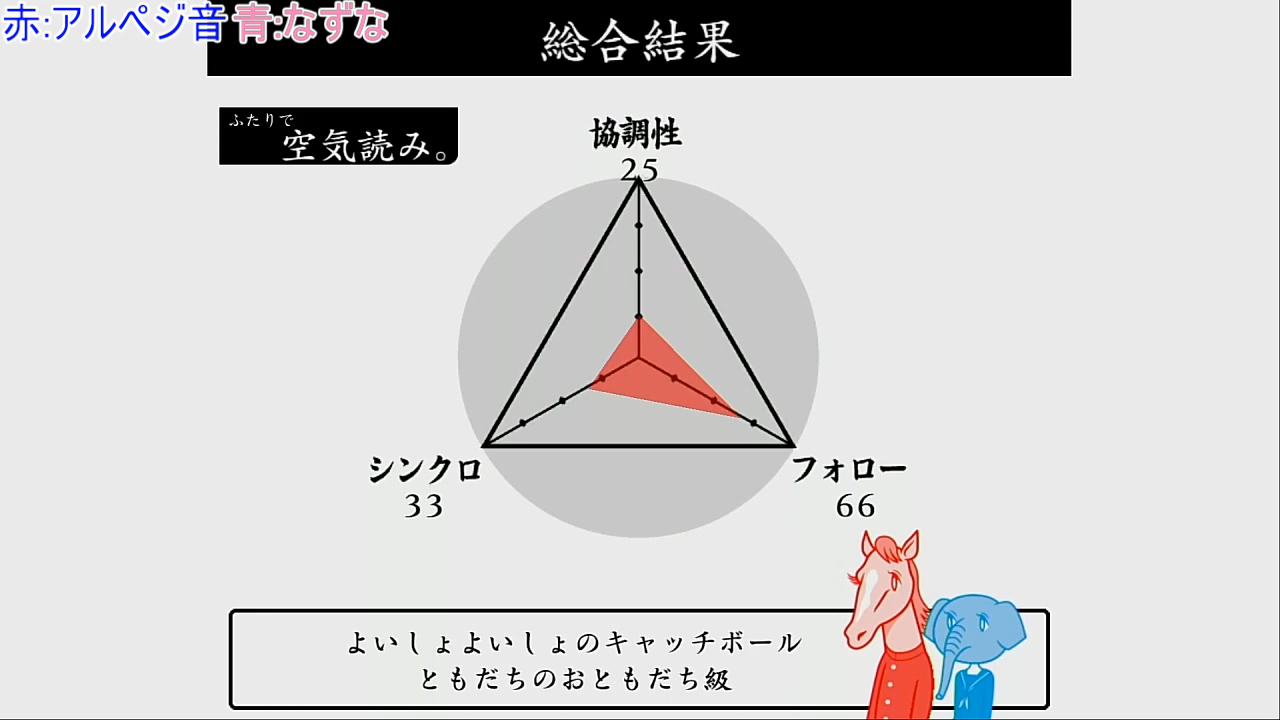 赤:アルペジ音 青:なずな
総合結果
ふたりで
空気読み。
協調性
25
シンクロ
33
フォロー
66
よいしょよいしょのキャッチボール
ともだちのおともだち級